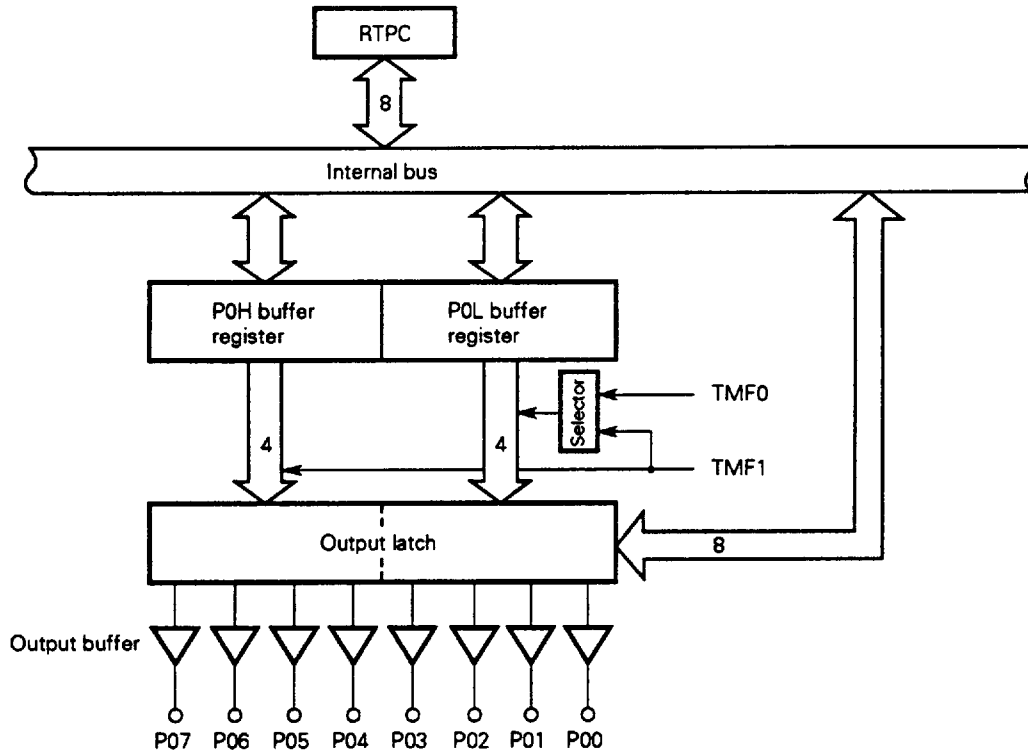 RTPC
8
Internal bus
P0H buffer
register
P0L buffer
register
Selector
TMF0
4
4
TMF1
Output latch
8
Output buffer
P07 P06 P05 P04 P03 P02 P01 P00